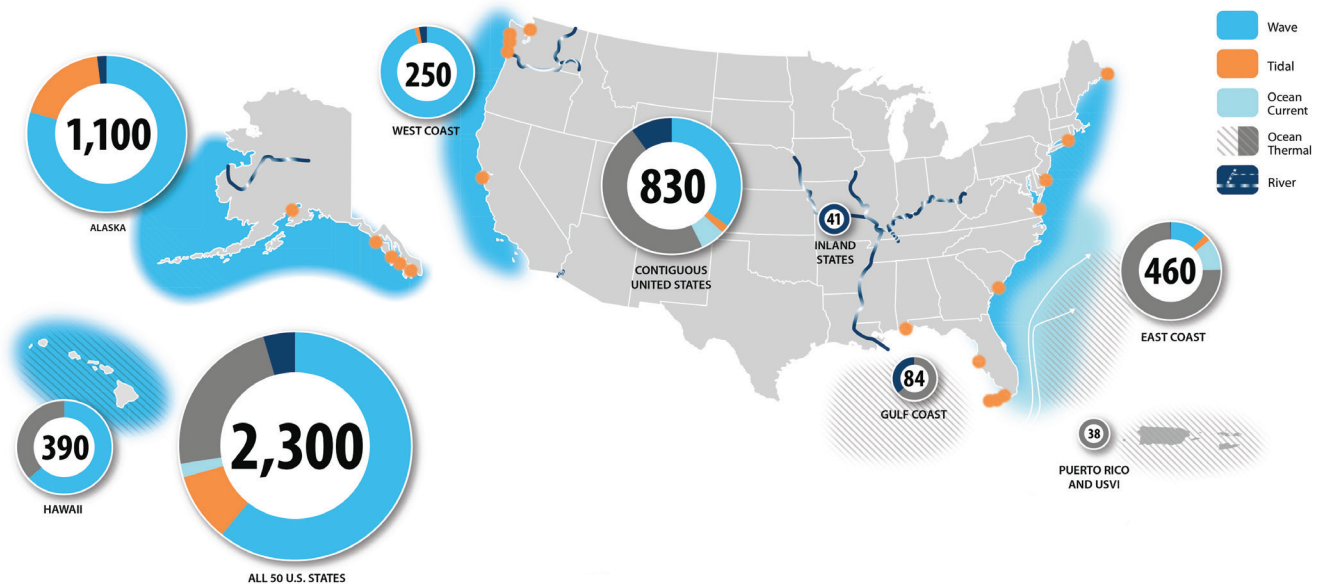 1,100
ALASKA
250
WEST COAST
830
CONTIGUOUS
UNITED STATES
41
INLAND
STATES
Wave
Tidal
Ocean
Current
Ocean
Thermal
River
460
EAST COAST
84
GULF COAST
38
PUERTO RICO
AND USVI
390
HAWAII
2,300
ALL 50 U.S. STATES